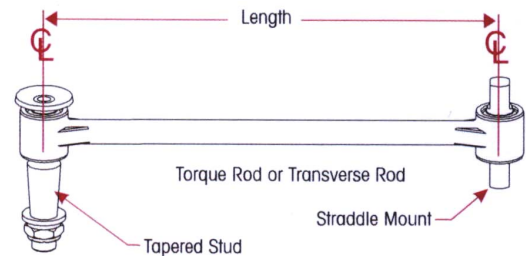 Length
CL
CL
Torque Rod or Transverse Rod
Straddle Mount
Tapered Stud